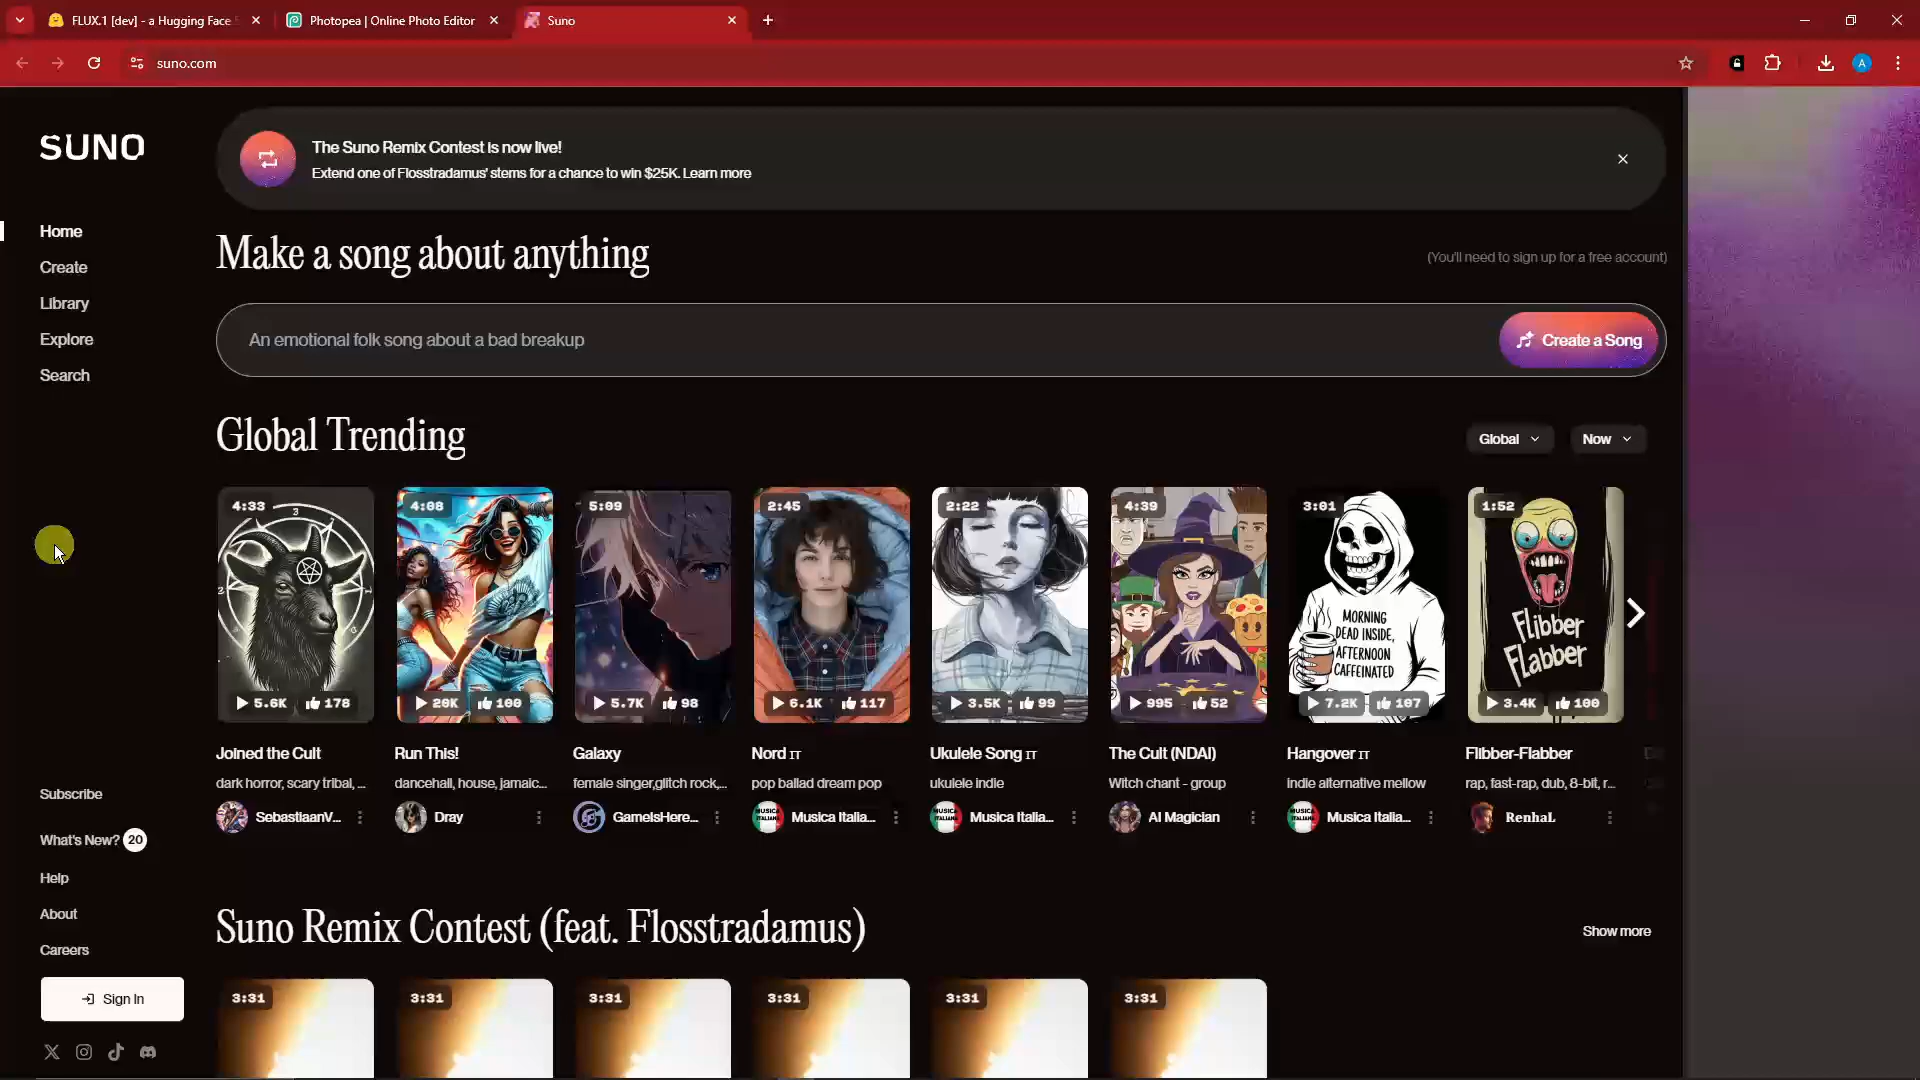 FLUX.1 [dev] - a Hugging Face
Photopea | Online Photo Editor
Suno
suno.com
A
SUNO
The Suno Remix Contest is now live!
Extend one of Flosstradamus' stems for a chance to win $25K. Learn more
Home
Create
Library
Explore
Search
Make a song about anything
(You'll need to sign up for a free account)
An emotional folk song about a bad breakup
Create a Song
Global Trending
Global
Now
4:33
4:08
5:09
2:45
2:22
4:39
3:01
1:52
MORNING
DEAD INSIDE,
AFTERNOON
CAFFEINATED
Flibber
Flabber
5.6K 178
20K 100
5.7K 98
6.1K 117
3.5K 99
995 52
7.2K 107
3.4K 100
Joined the Cult
Run This!
Galaxy
Nord IT
Ukulele Song IT
The Cult (NDAI)
Hangover IT
Flibber-Flabber
dark horror, scary tribal, ...
dancehall, house, jamaic...
female singer,glitch rock,...
pop ballad dream pop
ukulele indie
Witch chant - group
indie alternative mellow
rap, fast-rap, dub, 8-bit, r...
SebastiaanV...
Dray
GamelsHere...
MUSICA ITALIANA
Musica Italia...
MUSICA ITALIANA
Musica Italia...
AI Magician
MUSICA ITALIANA
Musica Italia...
RenhaL
Subscribe
What's New? 20
Help
About
Careers
Sign In
Suno Remix Contest (feat. Flosstradamus)
Show more
3:31
3:31
3:31
3:31
3:31
3:31